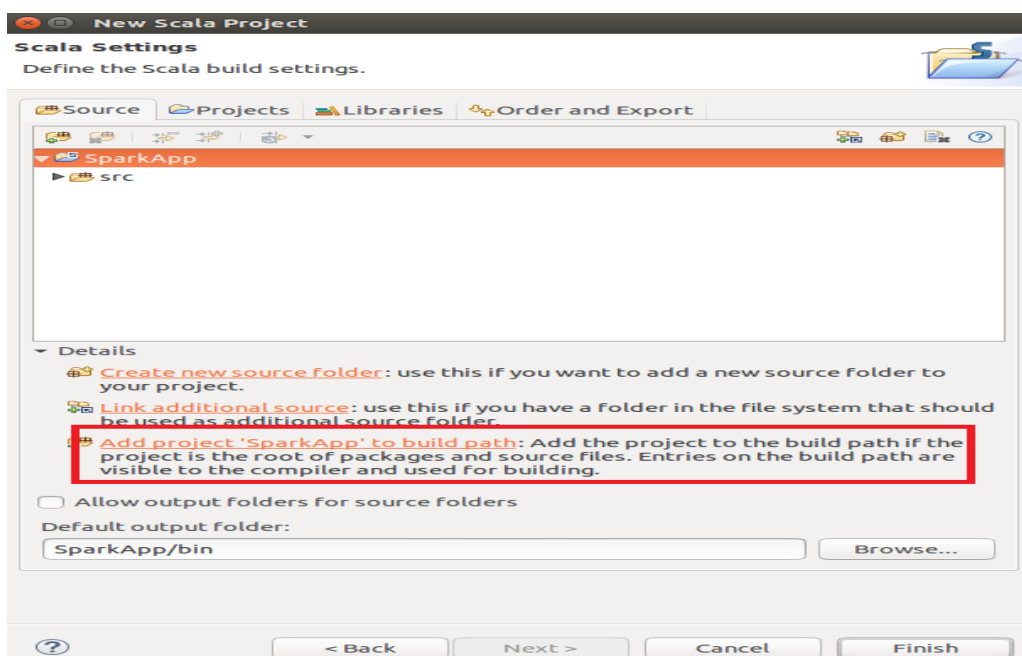 New Scala Project
Scala Settings
Define the Scala build settings.
Source Projects Libraries Order and Export
SparkApp
src
Details
Create new source folder: use this if you want to add a new source folder to
your project.
Link additional source: use this if you have a folder in the file system that should
be used as additional source folder.
Add project 'SparkApp' to build path: Add the project to the build path if the
project is the root of packages and source files. Entries on the build path are
visible to the compiler and used for building.
Allow output folders for source folders
Default output folder:
SparkApp/bin Browse...
< Back Next > Cancel Finish